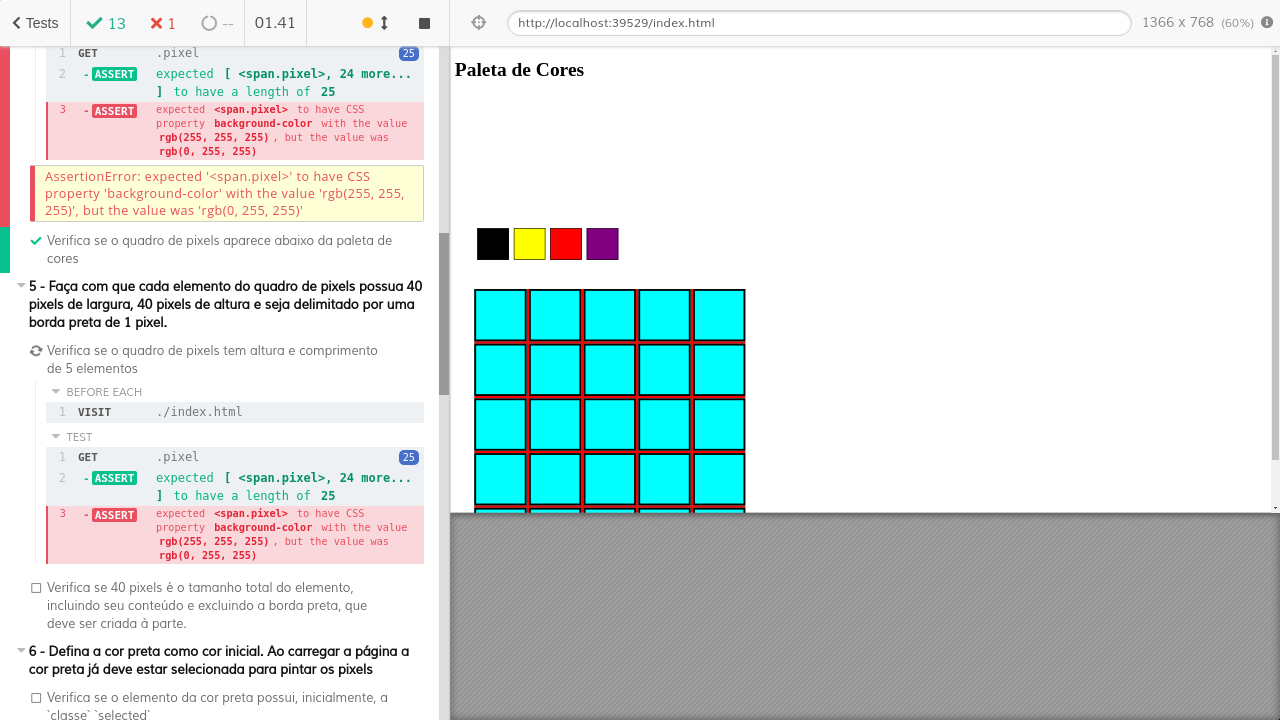 Tests
13
1
--
01.41
http://localhost:39529/index.html
1366 x 768 (60%)
1 GET .pixel 25
2 -ASSERT expected [ <span.pixel>, 24 more...
] to have a length of 25
3 -ASSERT expected <span.pixel> to have CSS
property background-color with the value
rgb(255, 255, 255), but the value was
rgb(0, 255, 255)
AssertionError: expected '<span.pixel>' to have CSS
property 'background-color' with the value 'rgb(255, 255,
255)', but the value was 'rgb(0, 255, 255)'
Verifica se o quadro de pixels aparece abaixo da paleta de
cores
5 - Faça com que cada elemento do quadro de pixels possua 40
pixels de largura, 40 pixels de altura e seja delimitado por uma
borda preta de 1 pixel.
Verifica se o quadro de pixels tem altura e comprimento
de 5 elementos
BEFORE EACH
1 VISIT ./index.html
TEST
1 GET .pixel 25
2 -ASSERT expected [ <span.pixel>, 24 more...
] to have a length of 25
3 -ASSERT expected <span.pixel> to have CSS
property background-color with the value
rgb(255, 255, 255), but the value was
rgb(0, 255, 255)
Verifica se 40 pixels é o tamanho total do elemento,
incluindo seu conteúdo e excluindo a borda preta, que
deve ser criada à parte.
6 - Defina a cor preta como cor inicial. Ao carregar a página a
cor preta já deve estar selecionada para pintar os pixels
Verifica se o elemento da cor preta possui, inicialmente, a
`classe` `selected`
Paleta de Cores